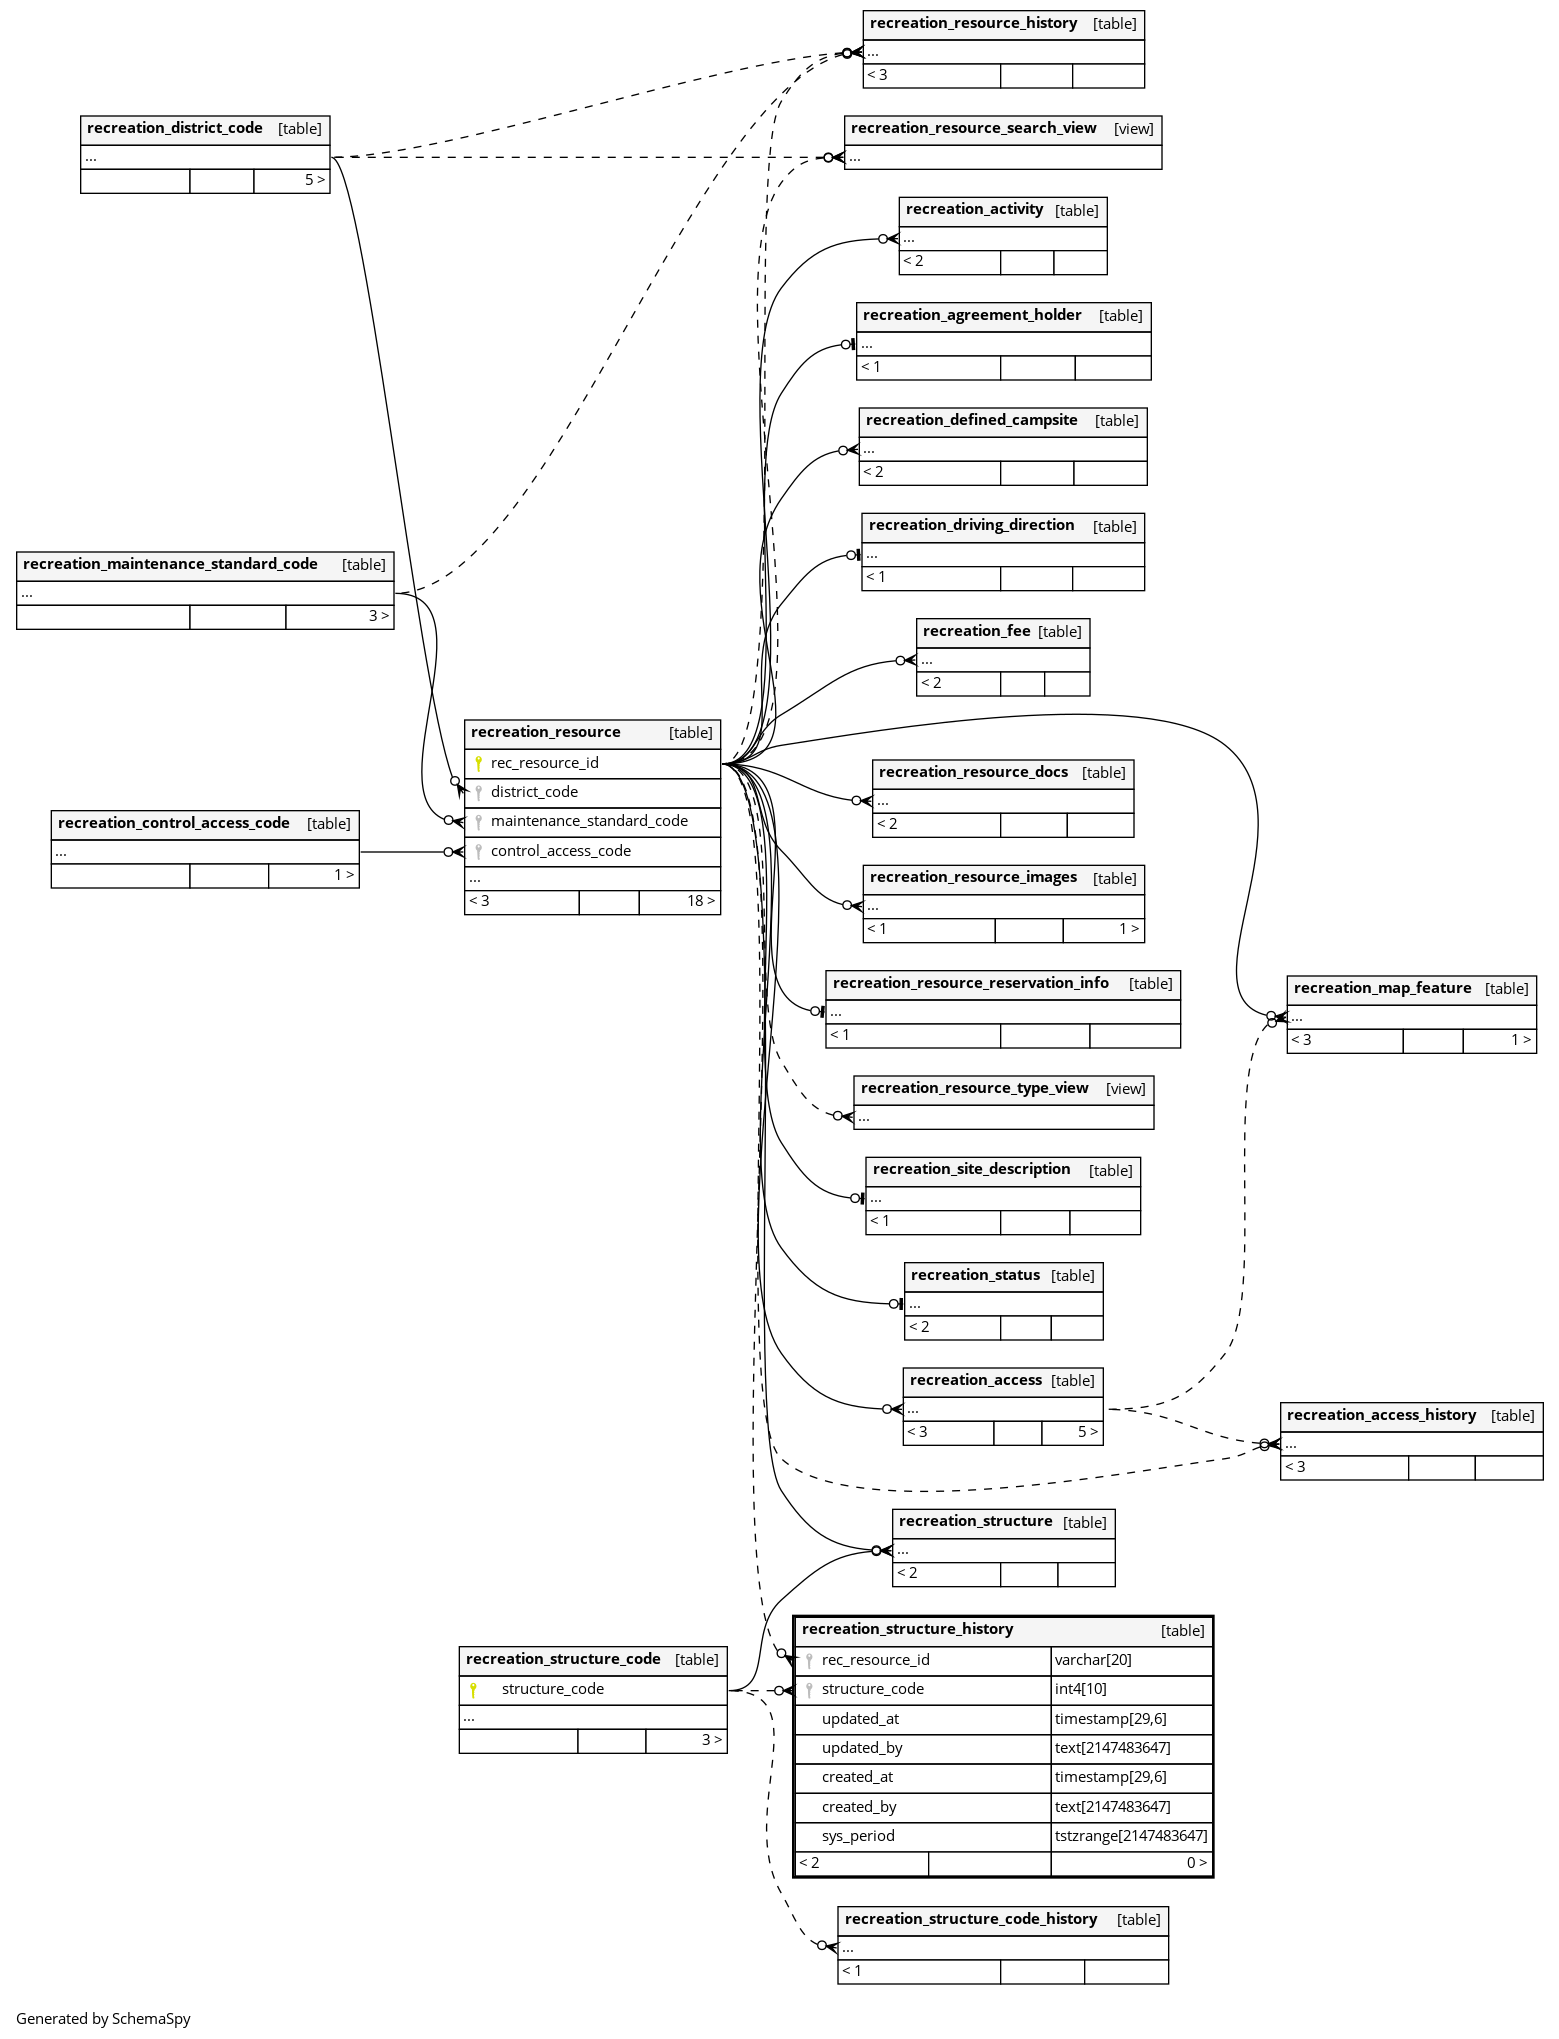 recreation_resource_history [table]
...
< 3
recreation_district_code [table]
...
5 >
recreation_resource_search_view [view]
...
recreation_activity [table]
...
< 2
recreation_agreement_holder [table]
...
< 1
recreation_defined_campsite [table]
...
< 2
recreation_driving_direction [table]
...
< 1
recreation_maintenance_standard_code [table]
...
3 >
recreation_fee [table]
...
< 2
recreation_resource [table]
rec_resource_id
district_code
maintenance_standard_code
control_access_code
...
< 3 18 >
recreation_control_access_code [table]
...
1 >
recreation_resource_docs [table]
...
< 2
recreation_resource_images [table]
...
< 1 1 >
recreation_resource_reservation_info [table]
...
< 1
recreation_map_feature [table]
...
< 3 1 >
recreation_resource_type_view [view]
...
recreation_site_description [table]
...
< 1
recreation_status [table]
...
< 2
recreation_access [table]
...
< 3 5 >
recreation_access_history [table]
...
< 3
recreation_structure [table]
...
< 2
recreation_structure_code [table]
structure_code
...
3 >
recreation_structure_history [table]
rec_resource_id varchar[20]
structure_code int4[10]
updated_at timestamp[29,6]
updated_by text[2147483647]
created_at timestamp[29,6]
created_by text[2147483647]
sys_period tstzrange[2147483647]
< 2 0 >
recreation_structure_code_history [table]
...
< 1
Generated by SchemaSpy